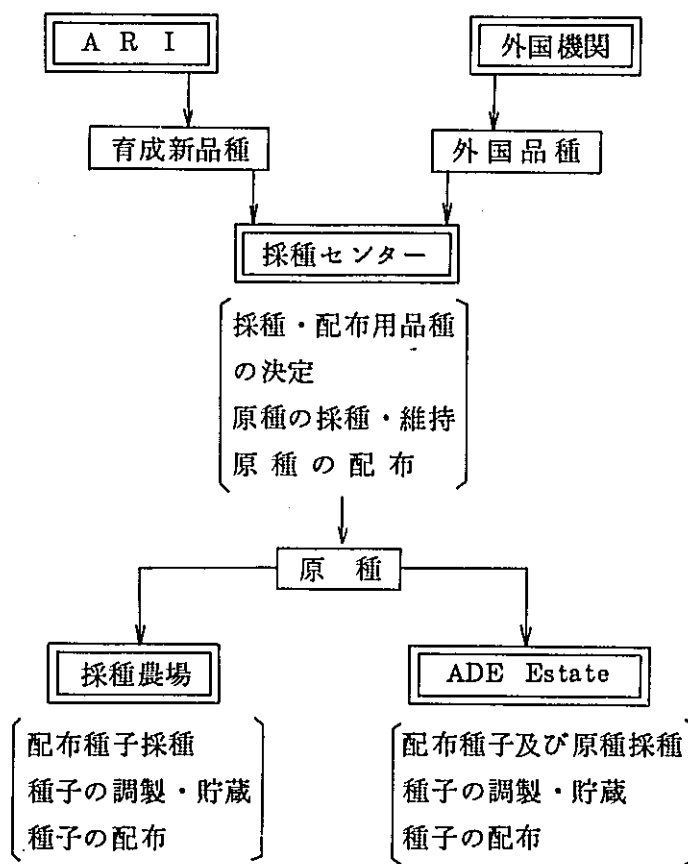 ARI
外国機関
育成新品種
外国品種
採種センター
採種・配布用品種
の決定
原種の採種・維持
原種の配布
原種
採種農場
ADE Estate
配布種子採種
種子の調製・貯蔵
種子の配布
配布種子及び原種採種
種子の調製・貯蔵
種子の配布